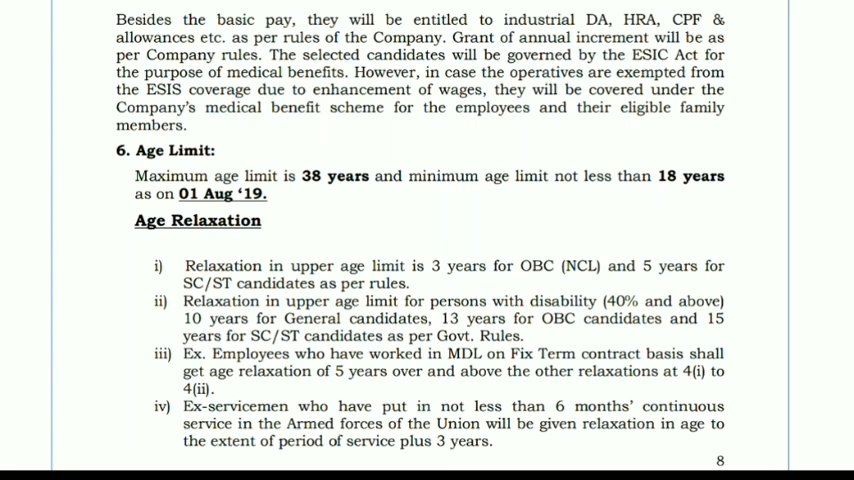 Besides the basic pay, they will be entitled to industrial DA, HRA, CPF &
allowances etc. as per rules of the Company. Grant of annual increment will be as
per Company rules. The selected candidates will be governed by the ESIC Act for
the purpose of medical benefits. However, in case the operatives are exempted from
the ESIS coverage due to enhancement of wages, they will be covered under the
Company's medical benefit scheme for the employees and their eligible family
members.
6. Age Limit:
Maximum age limit is 38 years and minimum age limit not less than 18 years
as on 01 Aug '19.
Age Relaxation
i) Relaxation in upper age limit is 3 years for OBC (NCL) and 5 years for
SC/ST candidates as per rules.
ii) Relaxation in upper age limit for persons with disability (40% and above)
10 years for General candidates, 13 years for OBC candidates and 15
years for SC/ST candidates as per Govt. Rules.
iii) Ex. Employees who have worked in MDL on Fix Term contract basis shall
get age relaxation of 5 years over and above the other relaxations at 4(i) to
4(ii).
iv) Ex-servicemen who have put in not less than 6 months' continuous
service in the Armed forces of the Union will be given relaxation in age to
the extent of period of service plus 3 years.
8